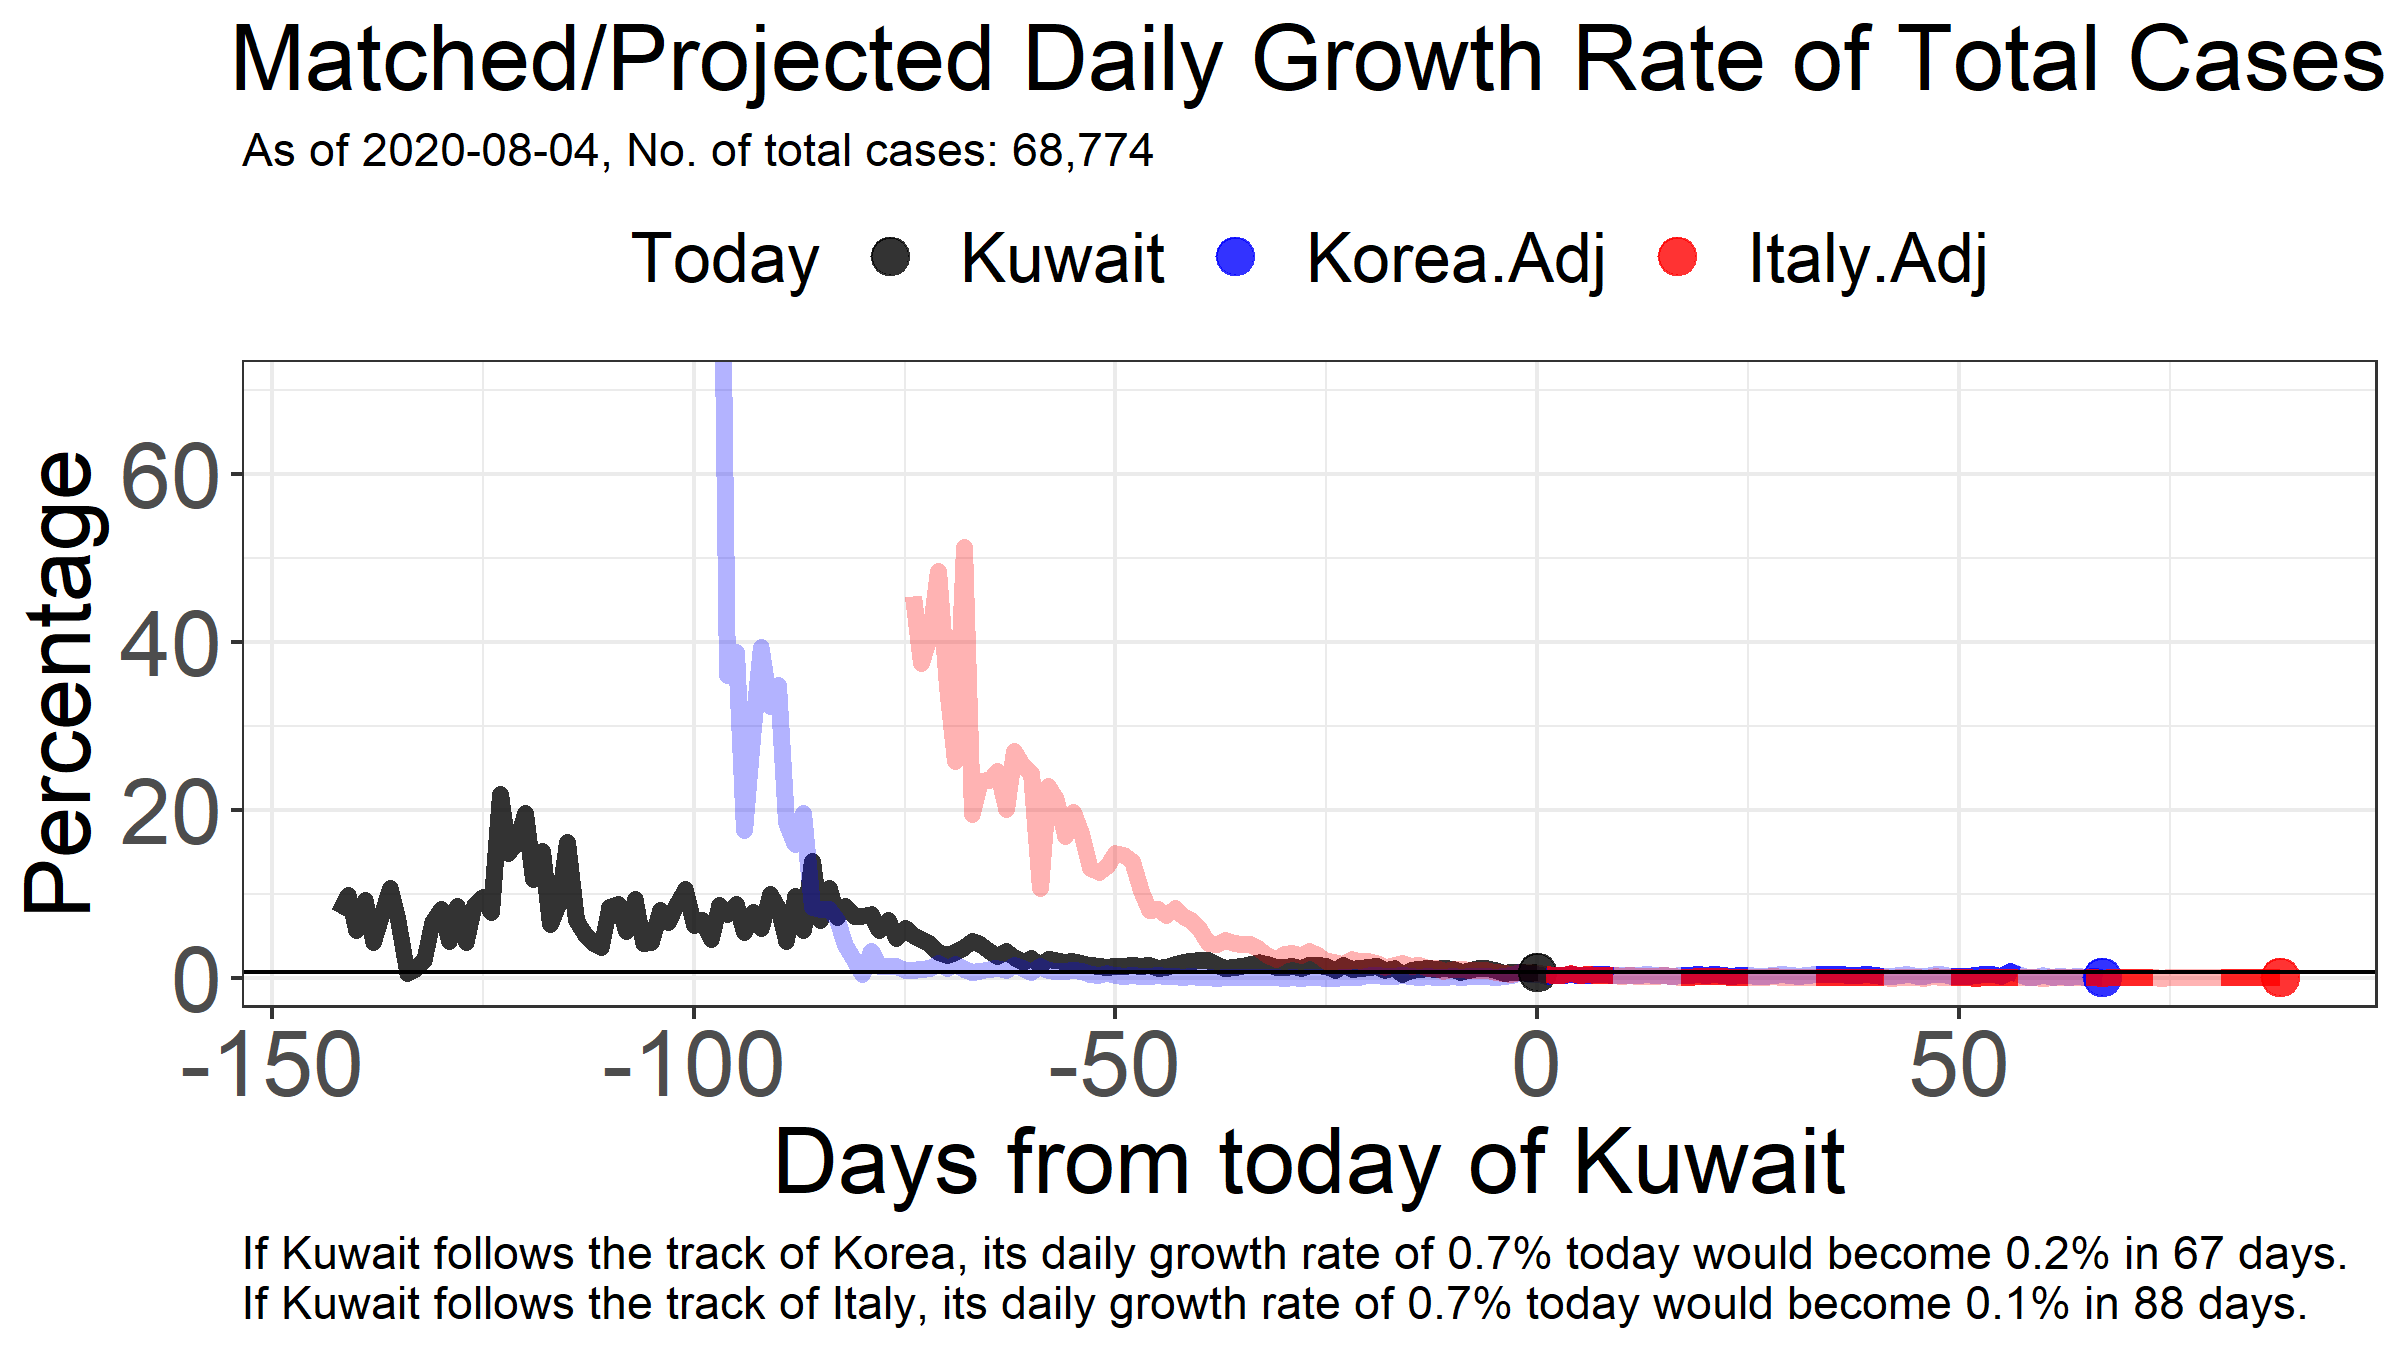 Matched/Projected Daily Growth Rate of Total Cases
As of 2020-08-04, No. of total cases: 68,774
Today Kuwait Korea.Adj Italy.Adj
Percentage
60
40
20
0
-150 -100 -50 0 50
Days from today of Kuwait
If Kuwait follows the track of Korea, its daily growth rate of 0.7% today would become 0.2% in 67 days.
If Kuwait follows the track of Italy, its daily growth rate of 0.7% today would become 0.1% in 88 days.